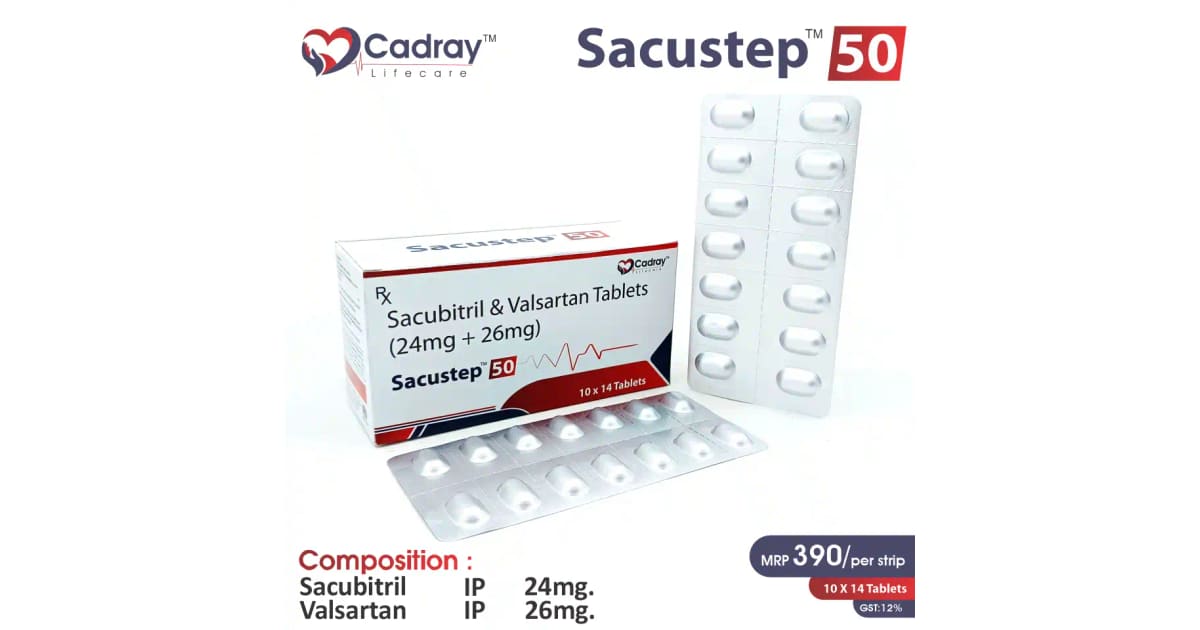 Cadray™
Lifecare
Sacustep™ 50
Sacustep™ 50
Cadray™
Lifecare
Rx
Sacubitril & Valsartan Tablets
(24mg + 26mg)
Sacustep™ 50
10 x 14 Tablets
Composition :
Sacubitril IP 24mg.
Valsartan IP 26mg.
MRP 390/per strip
10 X 14 Tablets
GST:12%